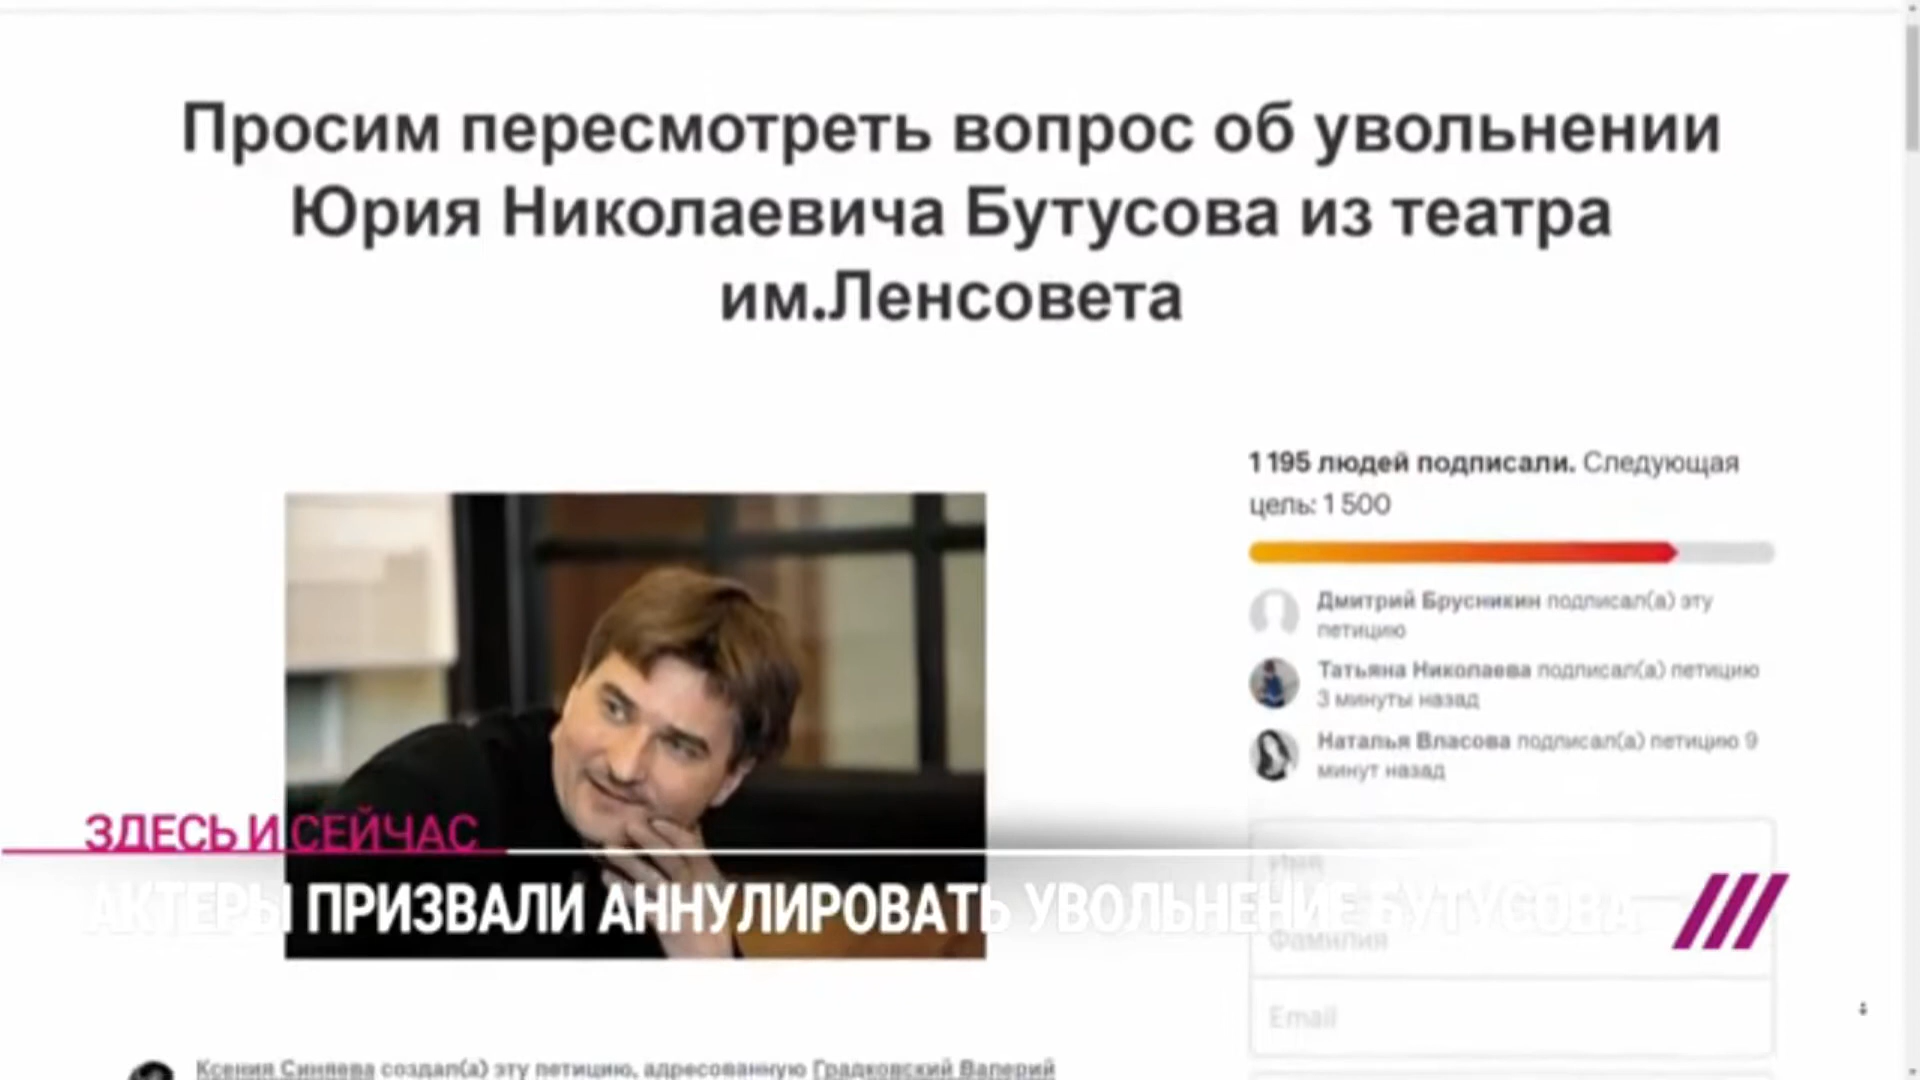 Просим пересмотреть вопрос об увольнении
Юрия Николаевича Бутусова из театра
им.Ленсовета
1 195 людей подписали. Следующая
цель: 1 500
Дмитрий Брусникин подписал(а) эту
петицию
Татьяна Николаева подписал(а) петицию
3 минуты назад
Наталья Власова подписал(а) петицию 9
минут назад
ЗДЕСЬ И СЕЙЧАС
Имя
АКТЕРЫ ПРИЗВАЛИ АННУЛИРОВАТЬ УВОЛЬНЕНИЕ БУТУСОВА
Фамилия
Email
Ксения Синяева создал(а) эту петицию, адресованную Градковский Валерий